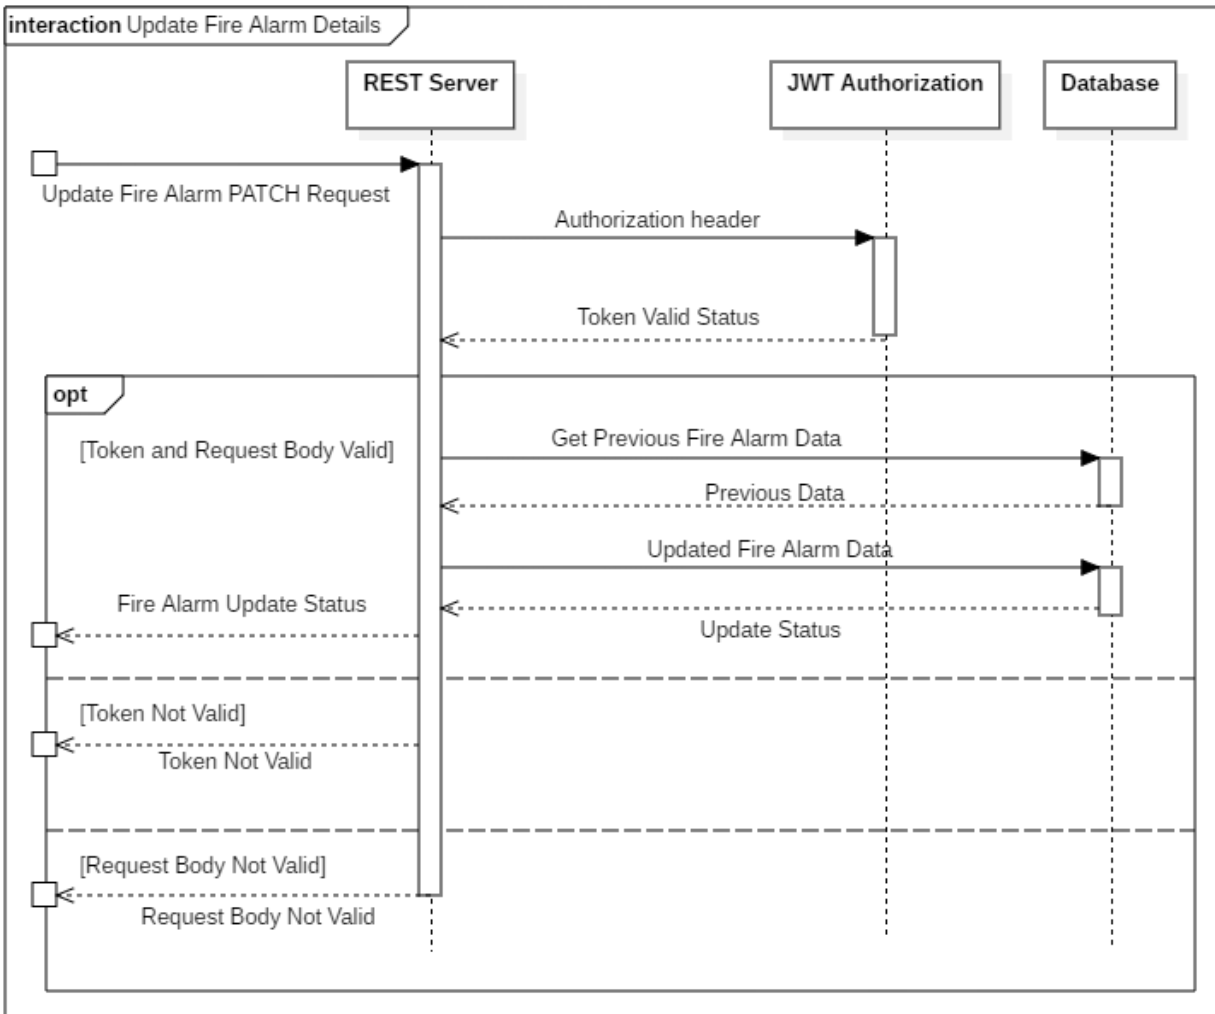 interaction Update Fire Alarm Details
REST Server
JWT Authorization
Database
Update Fire Alarm PATCH Request
Authorization header
Token Valid Status
opt
[Token and Request Body Valid]
Get Previous Fire Alarm Data
Previous Data
Updated Fire Alarm Data
Fire Alarm Update Status
Update Status
[Token Not Valid]
Token Not Valid
[Request Body Not Valid]
Request Body Not Valid